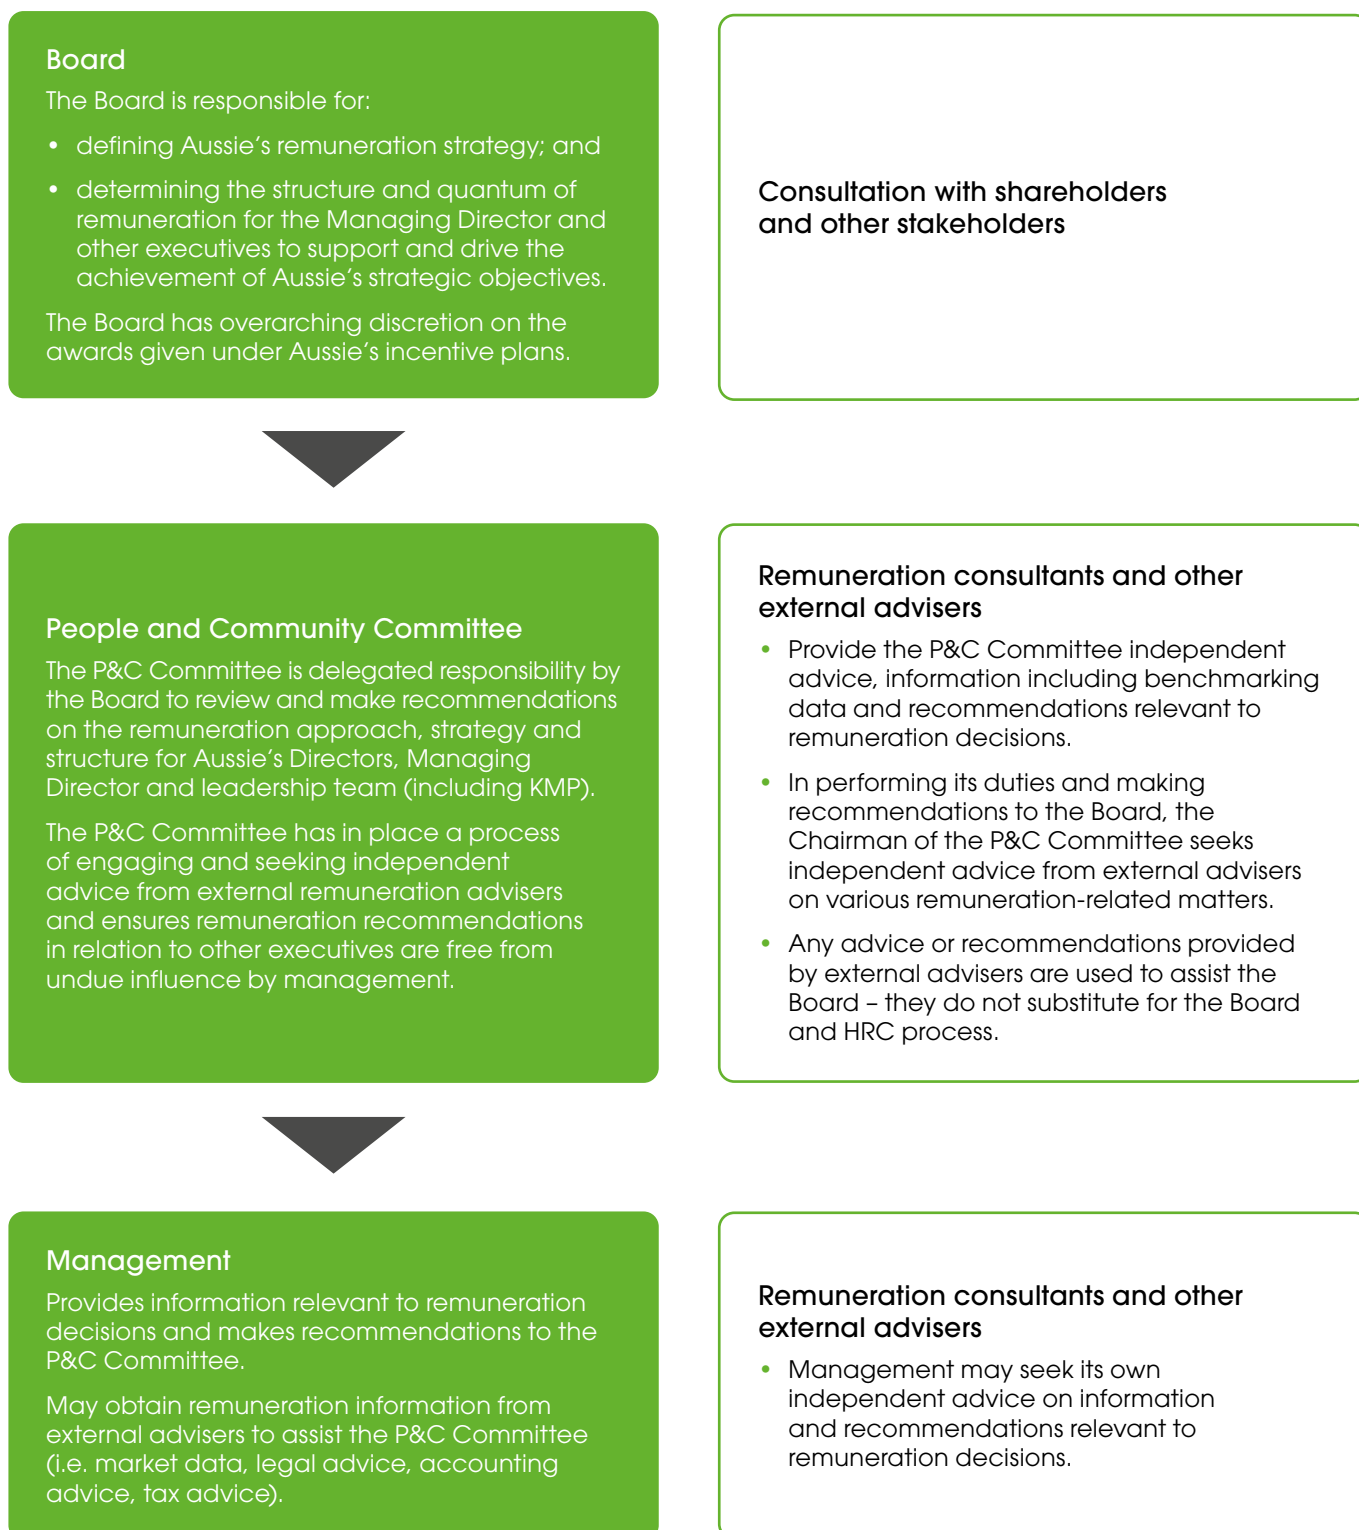 Board
The Board is responsible for:
• defining Aussie’s remuneration strategy; and
• determining the structure and quantum of
remuneration for the Managing Director and
other executives to support and drive the
achievement of Aussie’s strategic objectives.
The Board has overarching discretion on the
awards given under Aussie’s incentive plans.
Consultation with shareholders
and other stakeholders
People and Community Committee
The P&C Committee is delegated responsibility by
the Board to review and make recommendations
on the remuneration approach, strategy and
structure for Aussie’s Directors, Managing
Director and leadership team (including KMP).
The P&C Committee has in place a process
of engaging and seeking independent
advice from external remuneration advisers
and ensures remuneration recommendations
in relation to other executives are free from
undue influence by management.
Remuneration consultants and other
external advisers
• Provide the P&C Committee independent
advice, information including benchmarking
data and recommendations relevant to
remuneration decisions.
• In performing its duties and making
recommendations to the Board, the
Chairman of the P&C Committee seeks
independent advice from external advisers
on various remuneration-related matters.
• Any advice or recommendations provided
by external advisers are used to assist the
Board – they do not substitute for the Board
and HRC process.
Management
Provides information relevant to remuneration
decisions and makes recommendations to the
P&C Committee.
May obtain remuneration information from
external advisers to assist the P&C Committee
(i.e. market data, legal advice, accounting
advice, tax advice).
Remuneration consultants and other
external advisers
• Management may seek its own
independent advice on information
and recommendations relevant to
remuneration decisions.